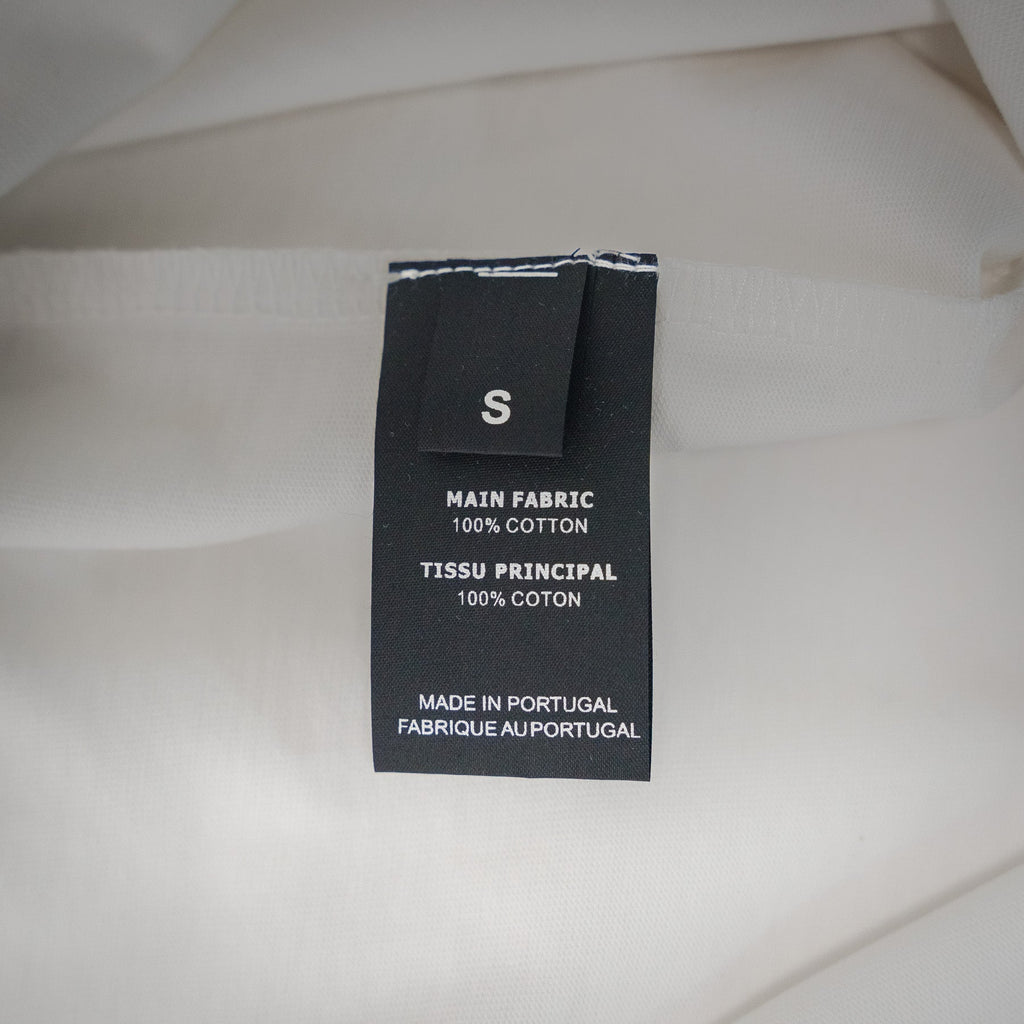 S
MAIN FABRIC
100% COTTON
TISSU PRINCIPAL
100% COTON
MADE IN PORTUGAL
FABRIQUE AU PORTUGAL